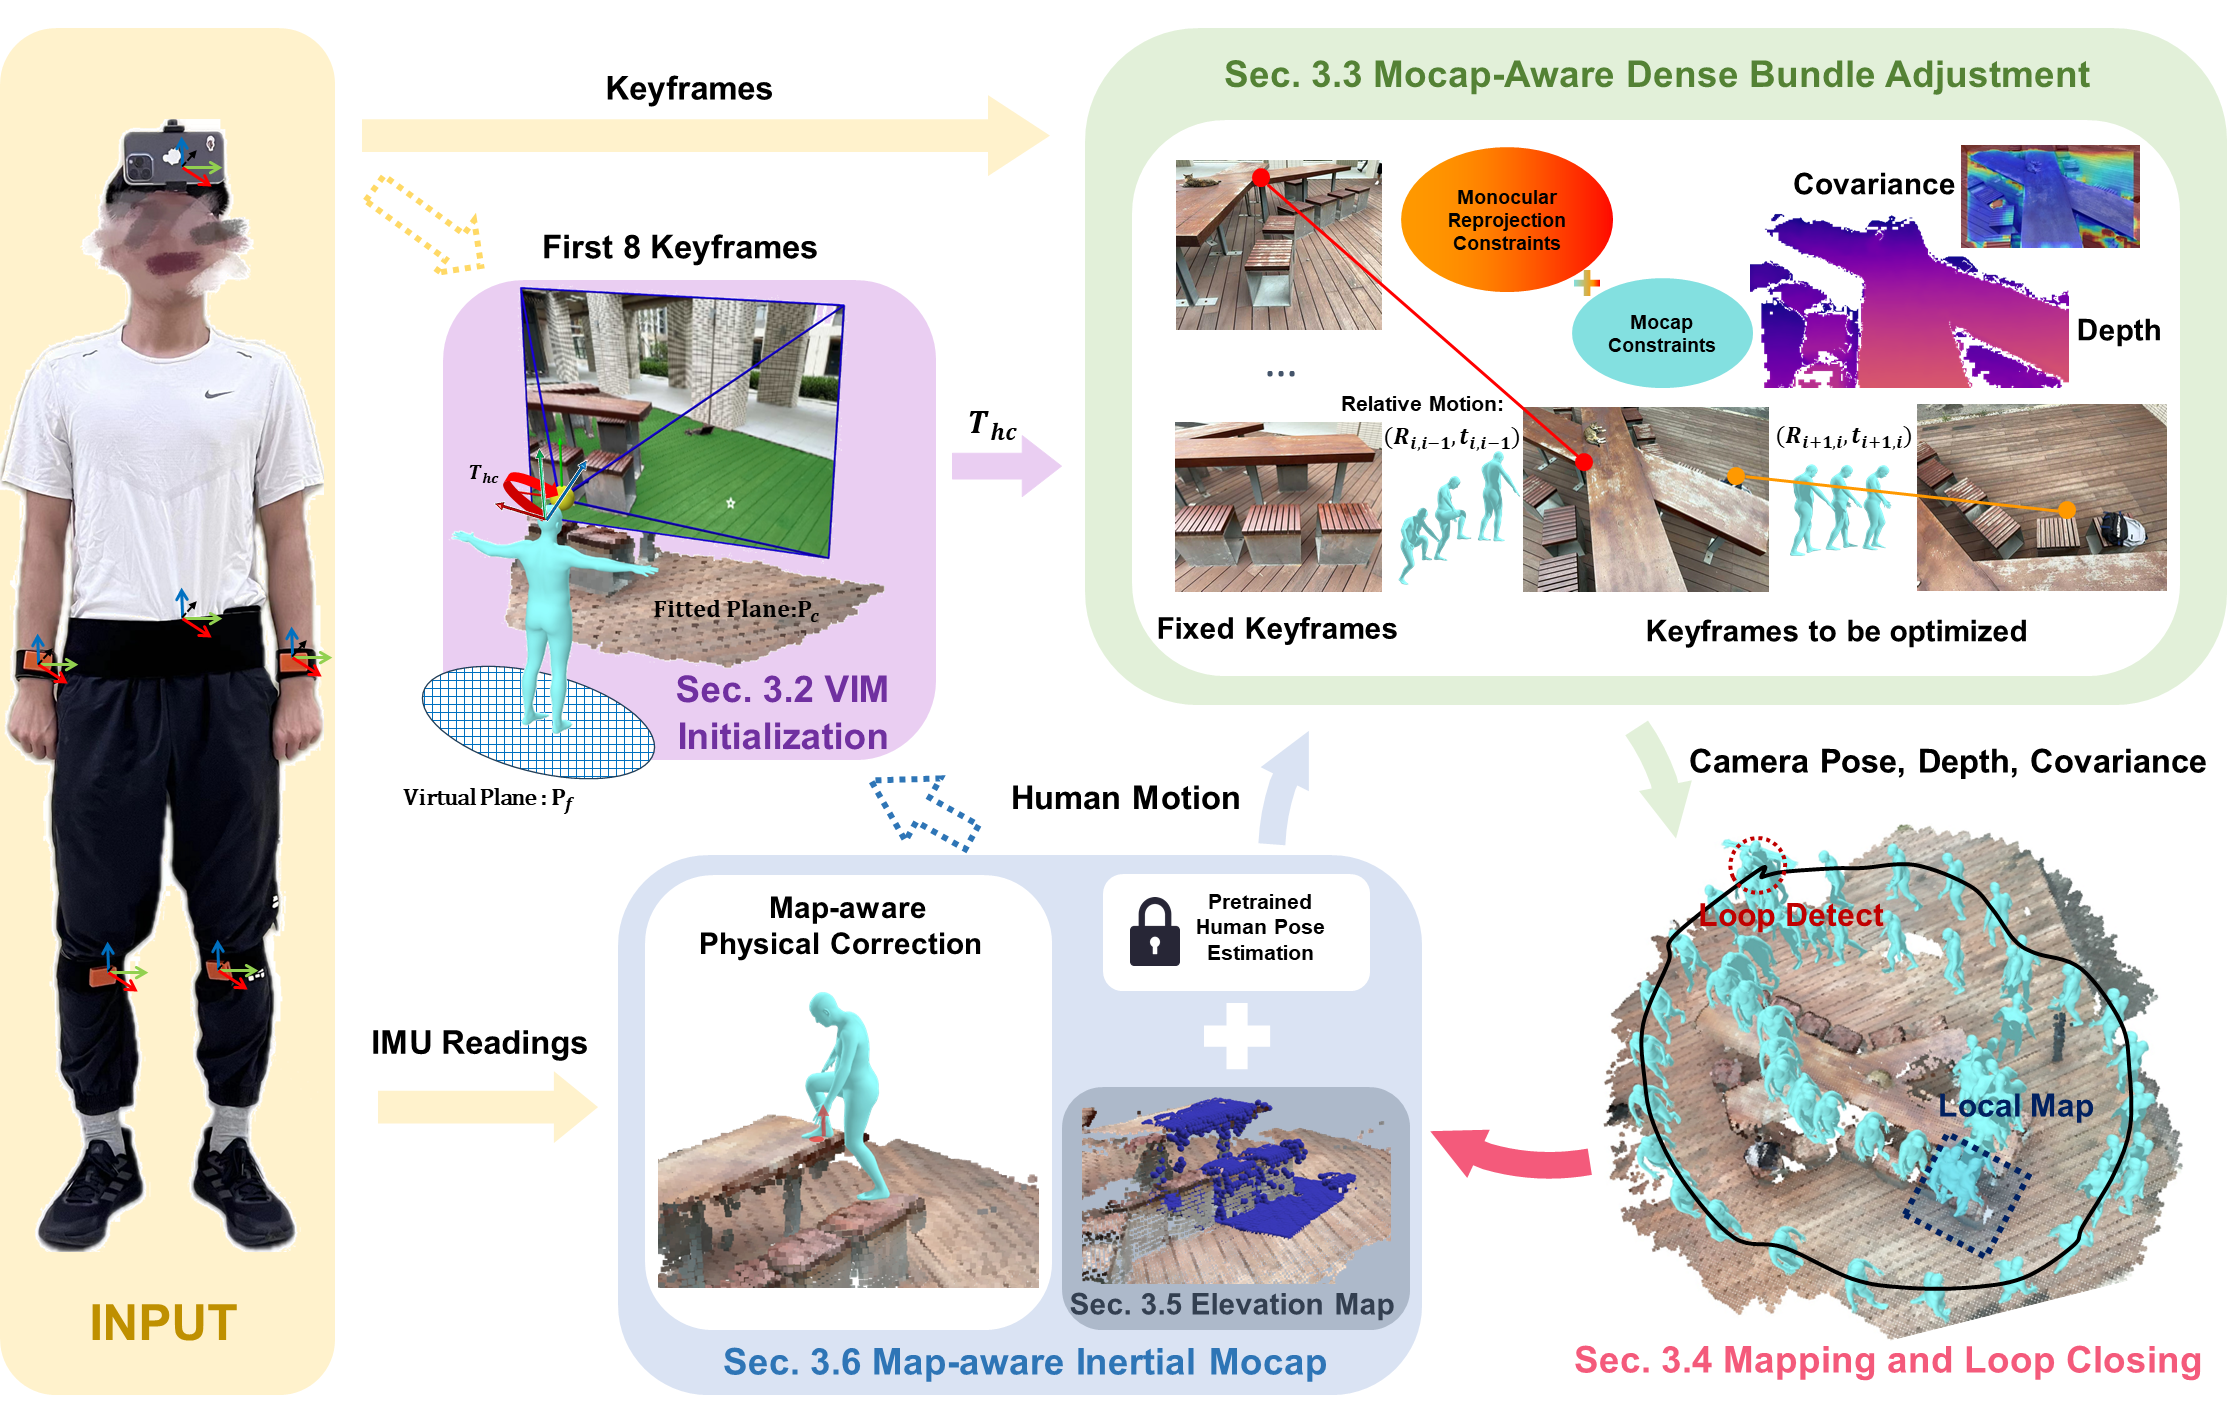 Keyframes
First 8 Keyframes
T_hc
Fitted Plane:P_c
Sec. 3.2 VIM
Initialization
Virtual Plane : P_f
T_hc
Sec. 3.3 Mocap-Aware Dense Bundle Adjustment
Monocular
Reprojection
Constraints
Mocap
Constraints
Covariance
Depth
...
Relative Motion:
(R_{i,i−1}, t_{i,i−1})
(R_{i+1,i}, t_{i+1,i})
Fixed Keyframes
Keyframes to be optimized
Human Motion
Camera Pose, Depth, Covariance
IMU Readings
Map-aware
Physical Correction
Pretrained
Human Pose
Estimation
Sec. 3.5 Elevation Map
Sec. 3.6 Map-aware Inertial Mocap
Loop Detect
Local Map
Sec. 3.4 Mapping and Loop Closing
INPUT